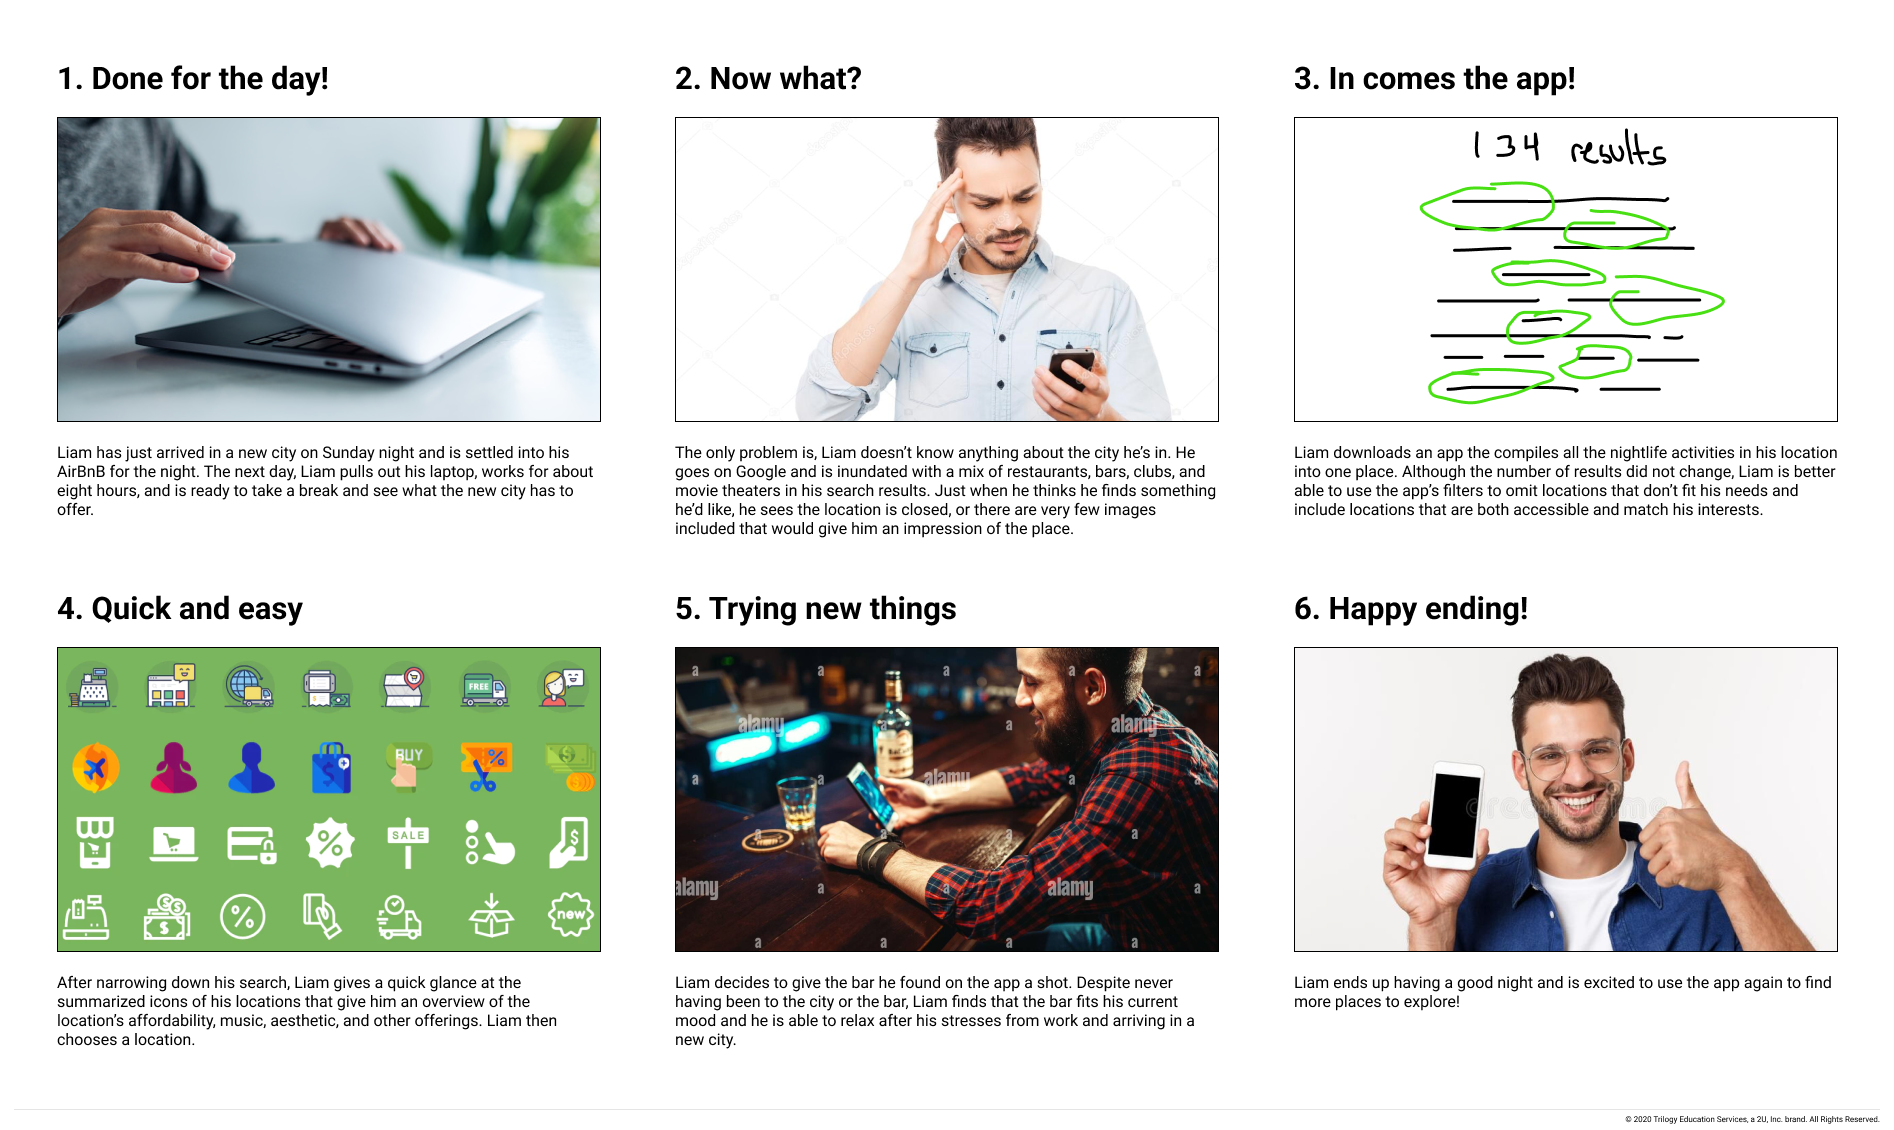 1. Done for the day!
2. Now what?
3. In comes the app!
134 results
Liam has just arrived in a new city on Sunday night and is settled into his
AirBnB for the night. The next day, Liam pulls out his laptop, works for about
eight hours, and is ready to take a break and see what the new city has to
offer.
The only problem is, Liam doesn’t know anything about the city he’s in. He
goes on Google and is inundated with a mix of restaurants, bars, clubs, and
movie theaters in his search results. Just when he thinks he finds something
he’d like, he sees the location is closed, or there are very few images
included that would give him an impression of the place.
Liam downloads an app the compiles all the nightlife activities in his location
into one place. Although the number of results did not change, Liam is better
able to use the app’s filters to omit locations that don’t fit his needs and
include locations that are both accessible and match his interests.
4. Quick and easy
5. Trying new things
6. Happy ending!
FREE
BUY
SALE
new
alamy
alamy
alamy
alamy
alamy
dreamstime
After narrowing down his search, Liam gives a quick glance at the
summarized icons of his locations that give him an overview of the
location’s affordability, music, aesthetic, and other offerings. Liam then
chooses a location.
Liam decides to give the bar he found on the app a shot. Despite never
having been to the city or the bar, Liam finds that the bar fits his current
mood and he is able to relax after his stresses from work and arriving in a
new city.
Liam ends up having a good night and is excited to use the app again to find
more places to explore!
© 2020 Trilogy Education Services, a 2U, Inc. brand. All Rights Reserved.